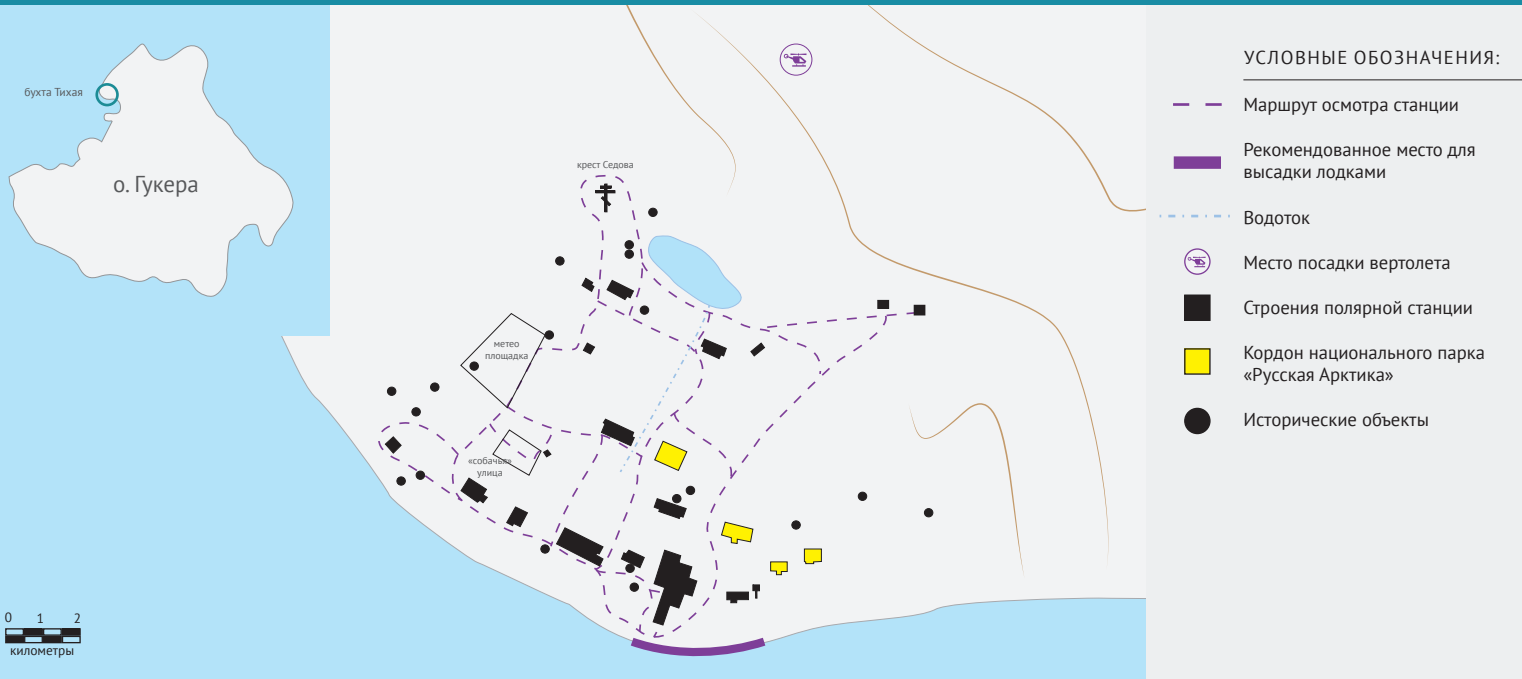 бухта Тихая
о. Гукера
крест Седова
метео
площадка
«собачья»
улица
0 1 2
километры
УСЛОВНЫЕ ОБОЗНАЧЕНИЯ:
Маршрут осмотра станции
Рекомендованное место для
высадки лодками
Водоток
Место посадки вертолета
Строения полярной станции
Кордон национального парка
«Русская Арктика»
Исторические объекты